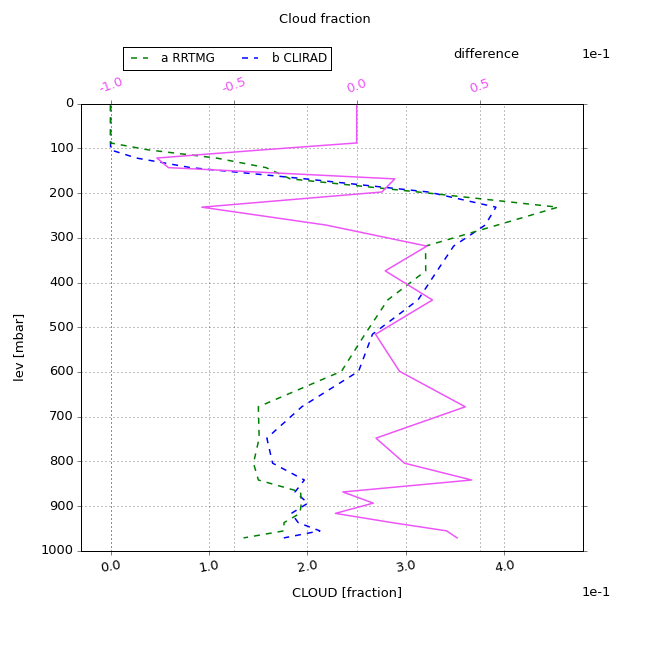 Cloud fraction
a RRTMG b CLIRAD difference 1e-1
-1.0 -0.5 0.0 0.5
0
100
200
300
400
500
600
700
800
900
1000
lev [mbar]
0.0 1.0 2.0 3.0 4.0
CLOUD [fraction] 1e-1